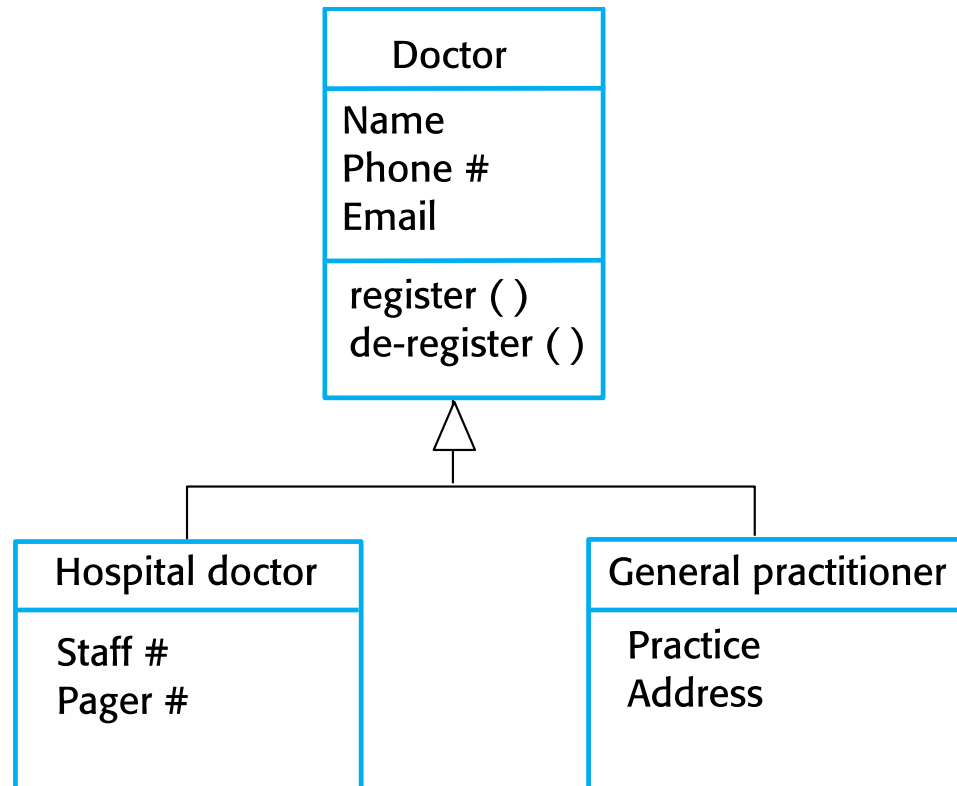 Doctor
Name
Phone #
Email
register ( )
de-register ( )
Hospital doctor
Staff #
Pager #
General practitioner
Practice
Address